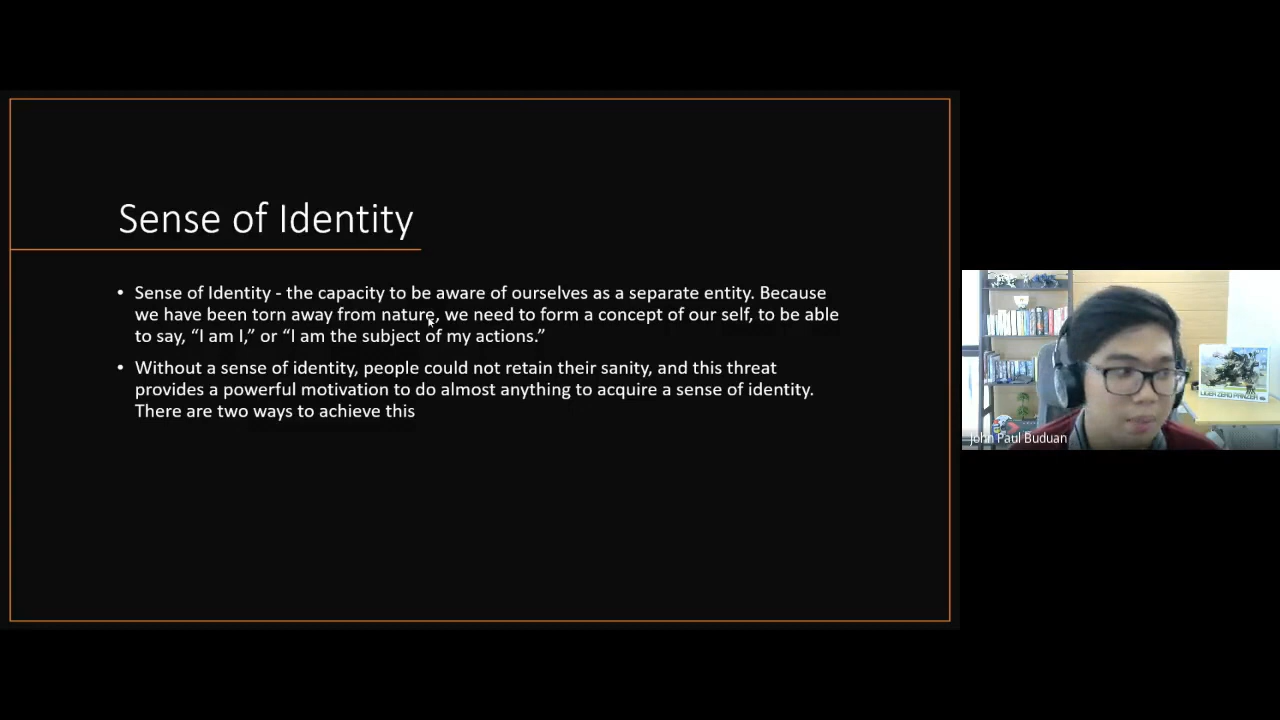 Sense of Identity
• Sense of Identity - the capacity to be aware of ourselves as a separate entity. Because
we have been torn away from nature, we need to form a concept of our self, to be able
to say, “I am I,” or “I am the subject of my actions.”
• Without a sense of identity, people could not retain their sanity, and this threat
provides a powerful motivation to do almost anything to acquire a sense of identity.
There are two ways to achieve this
LIGER ZERO PANZER
John Paul Buduan